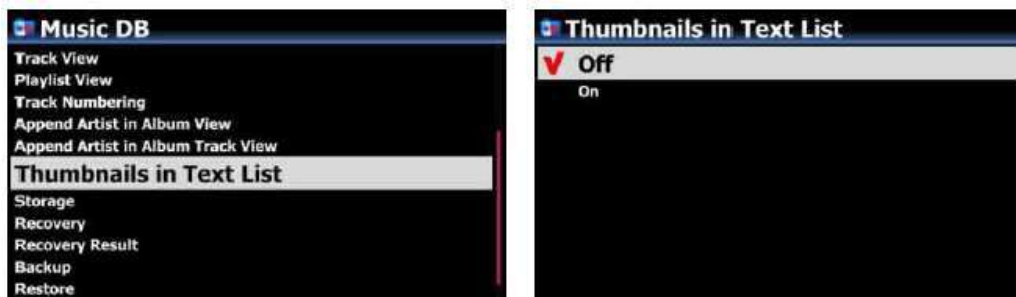 Music DB
Track View
Playlist View
Track Numbering
Append Artist in Album View
Append Artist in Album Track View
Thumbnails in Text List
Storage
Recovery
Recovery Result
Backup
Restore
Thumbnails in Text List
Off
On